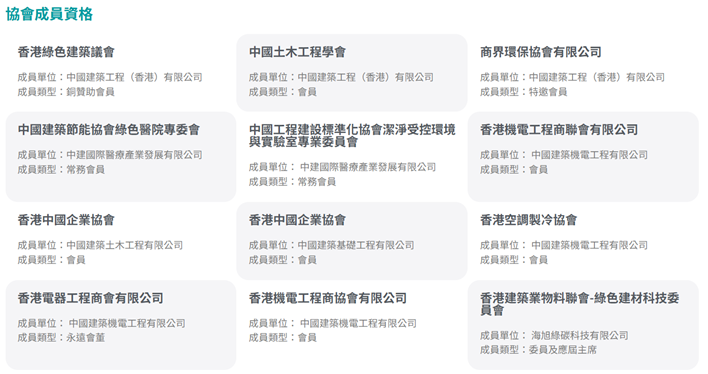 協會成員資格
香港綠色建築議會
成員單位：中國建築工程（香港）有限公司
成員類型：銅贊助會員
中國土木工程學會
成員單位：中國建築工程（香港）有限公司
成員類型：會員
商界環保協會有限公司
成員單位：中國建築工程（香港）有限公司
成員類型：特邀會員
中國建築節能協會綠色醫院專委會
成員單位：中建國際醫療產業發展有限公司
成員類型：常務會員
中國工程建設標準化協會潔淨受控環境
與實驗室專業委員會
成員單位： 中建國際醫療產業發展有限公司
成員類型：常務會員
香港機電工程商聯會有限公司
成員單位： 中國建築機電工程有限公司
成員類型：會員
香港中國企業協會
成員單位：中國建築土木工程有限公司
成員類型：會員
香港中國企業協會
成員單位：中國建築基礎工程有限公司
成員類型：會員
香港空調製冷協會
成員單位： 中國建築機電工程有限公司
成員類型：會員
香港電器工程商會有限公司
成員單位： 中國建築機電工程有限公司
成員類型：永遠會董
香港機電工程商協會有限公司
成員單位： 中國建築機電工程有限公司
成員類型：會員
香港建築業物料聯會-綠色建材科技委
員會
成員單位： 海旭綠碳科技有限公司
成員類型：委員及應屆主席